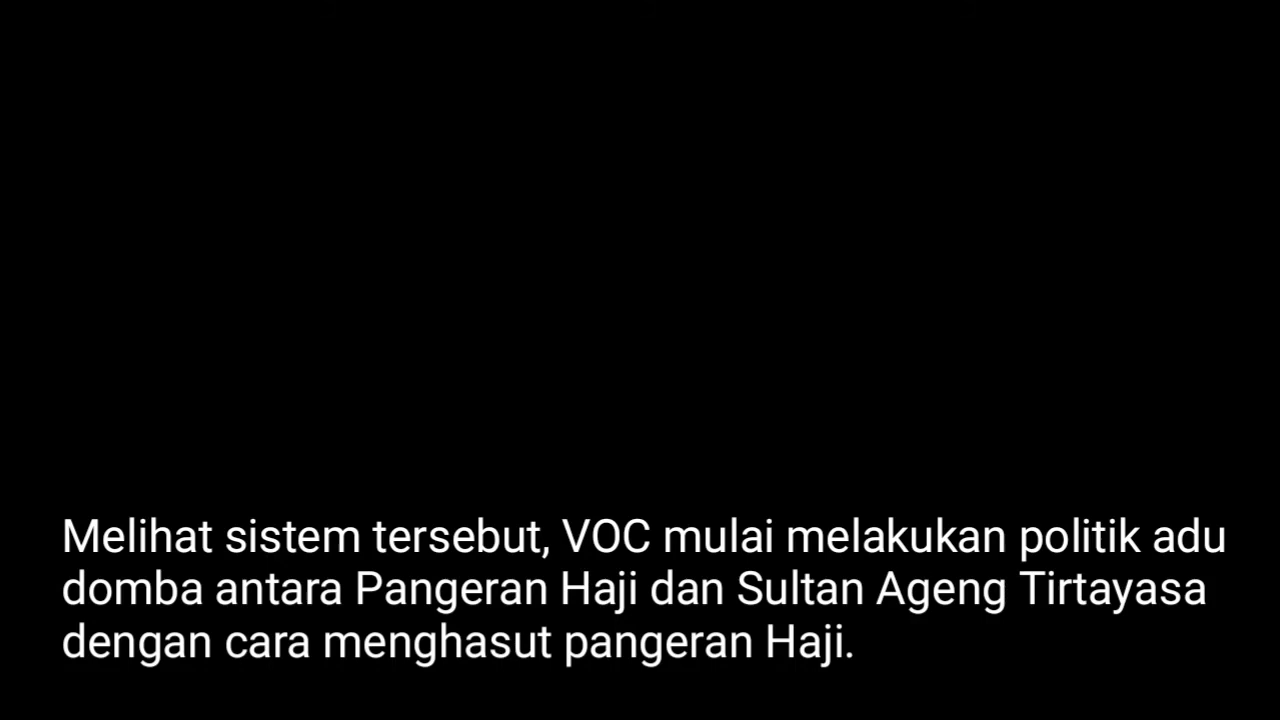 Melihat sistem tersebut, VOC mulai melakukan politik adu
domba antara Pangeran Haji dan Sultan Ageng Tirtayasa
dengan cara menghasut pangeran Haji.